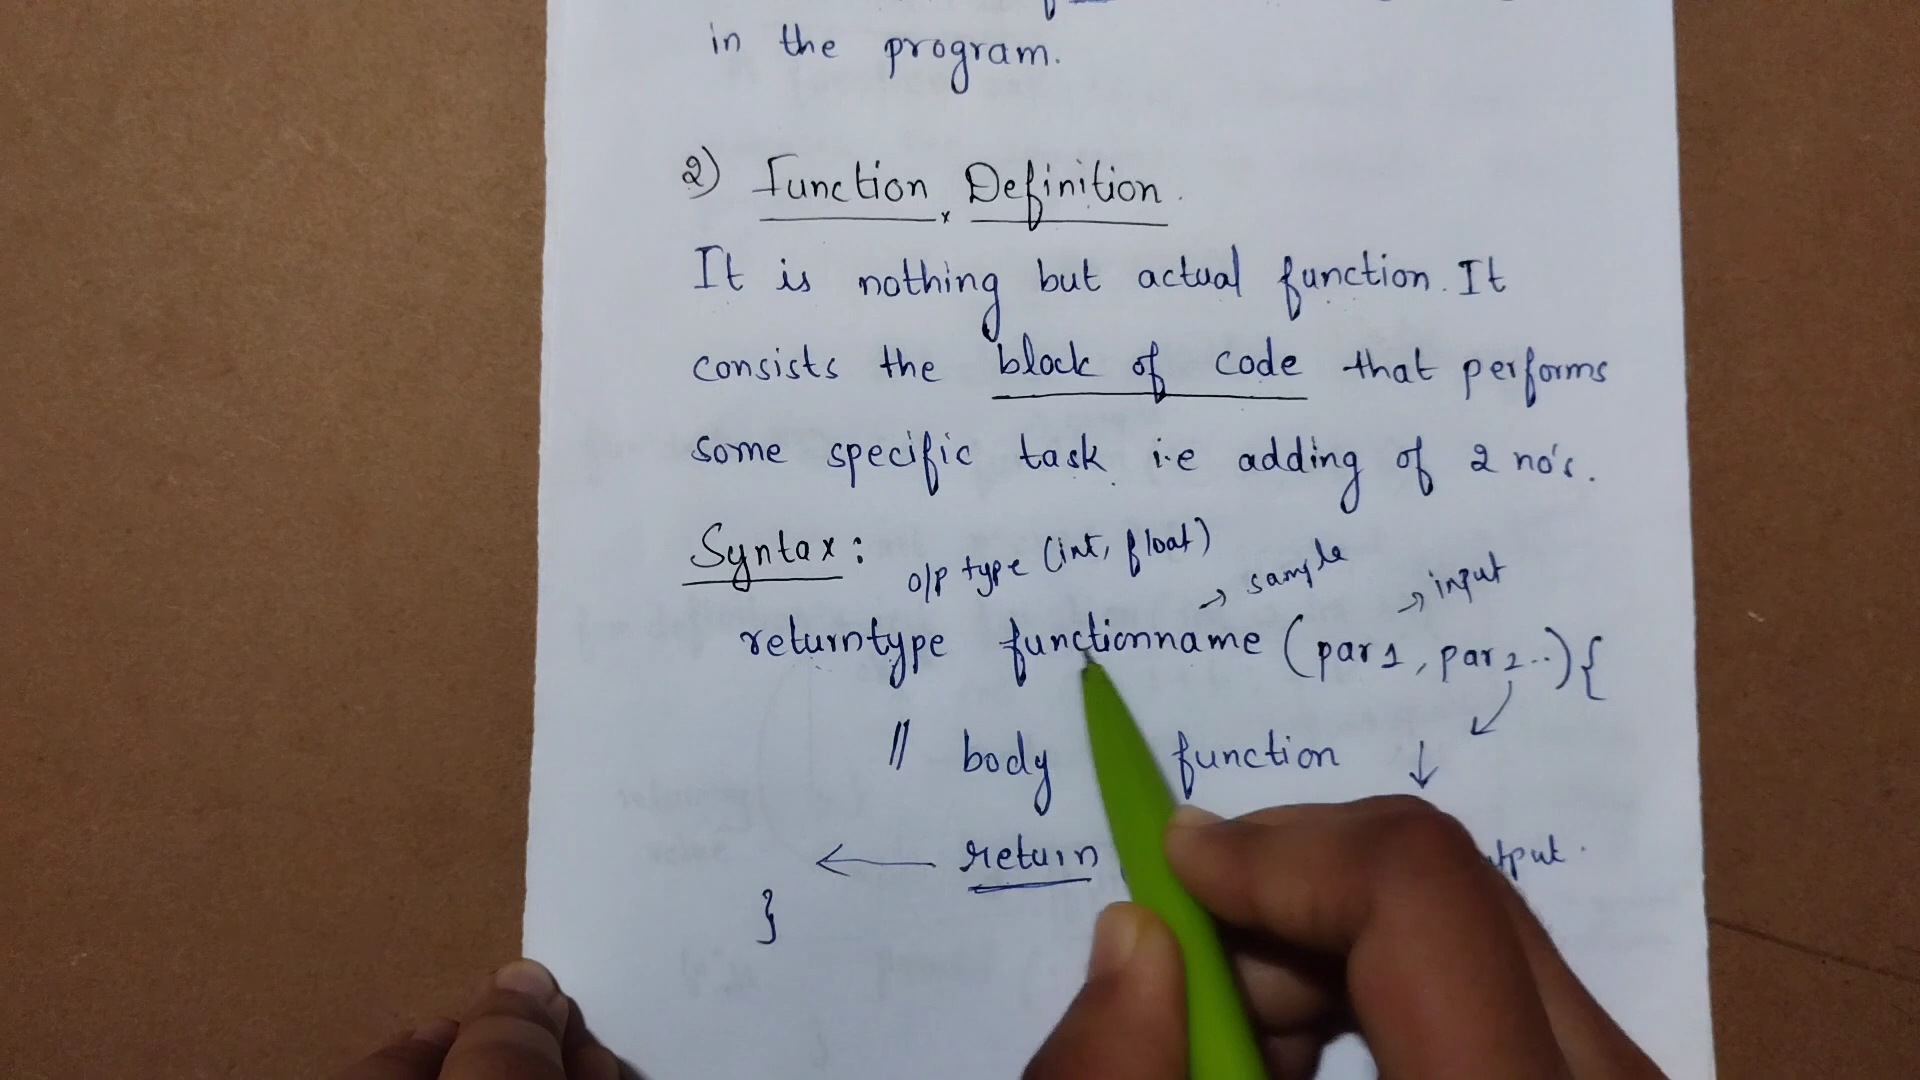 in the program.
2) Function Definition.
It is nothing but actual function. It
consists the block of code that performs
some specific task i.e adding of 2 no's.
Syntax:
o/p type (int, float)
→ sample
→ input
returntype functionname (par1, par2..){
// body function
← return
}